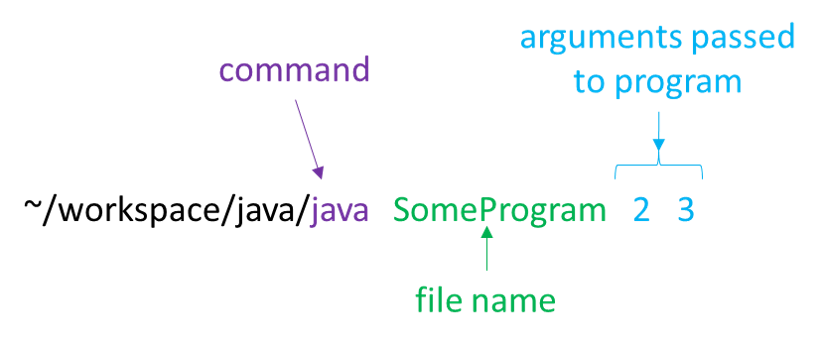 arguments passed
to program
command
~/workspace/java/java SomeProgram 2 3
file name